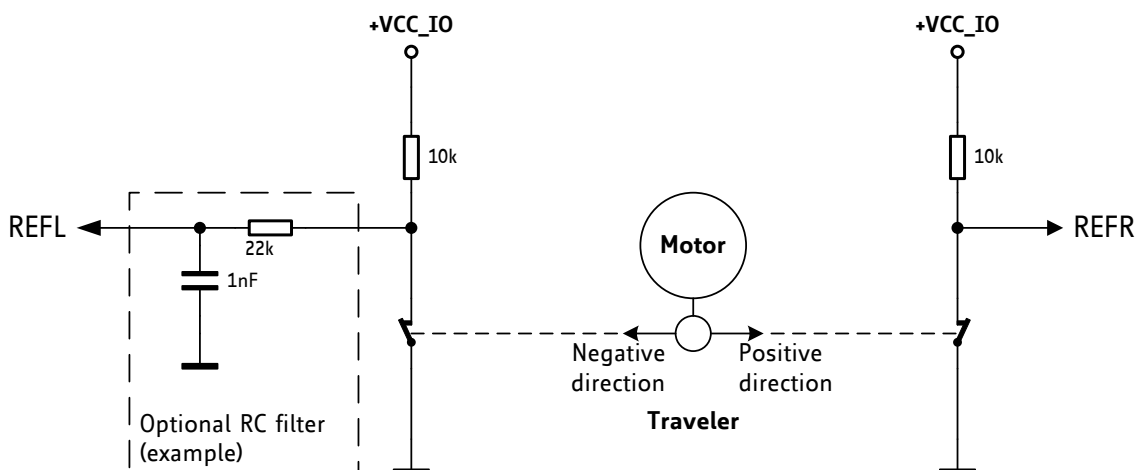 +VCC_IO
+VCC_IO
10k
10k
REFL
22k
1nF
Motor
REFR
Negative
direction
Positive
direction
Traveler
Optional RC filter
(example)